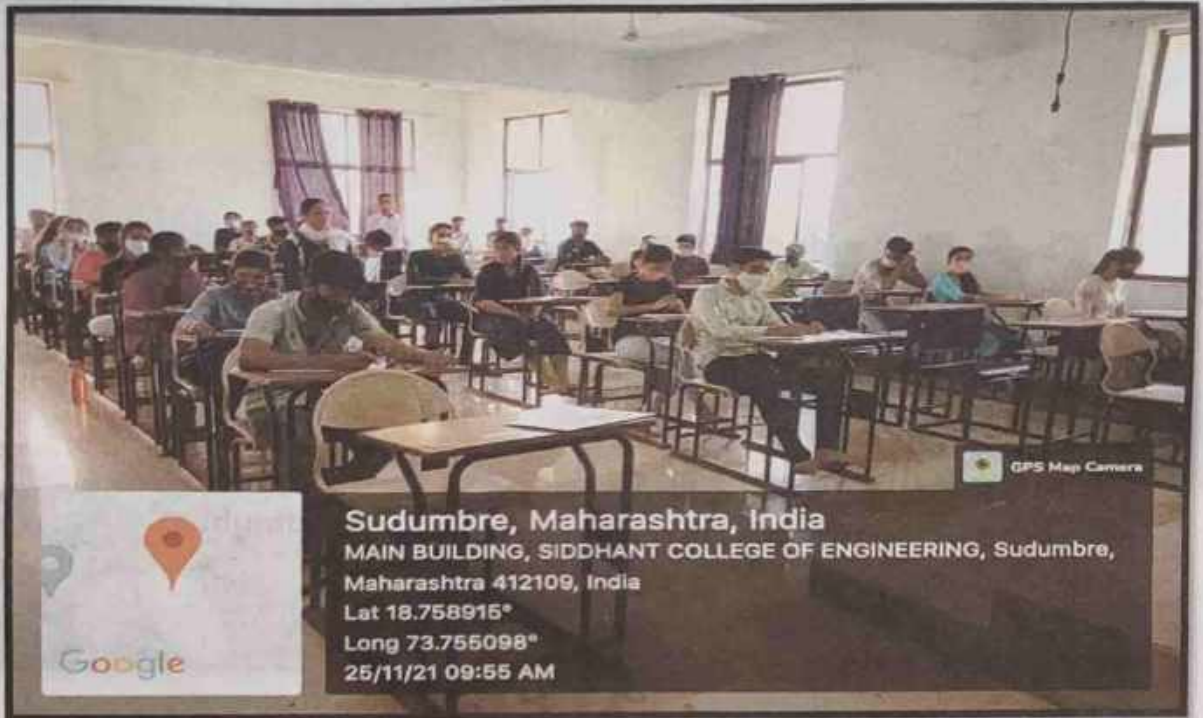 GPS Map Camera
Sudumbre, Maharashtra, India
MAIN BUILDING, SIDDHANT COLLEGE OF ENGINEERING, Sudumbre,
Maharashtra 412109, India
Lat 18.758915°
Long 73.755098°
25/11/21 09:55 AM
Google